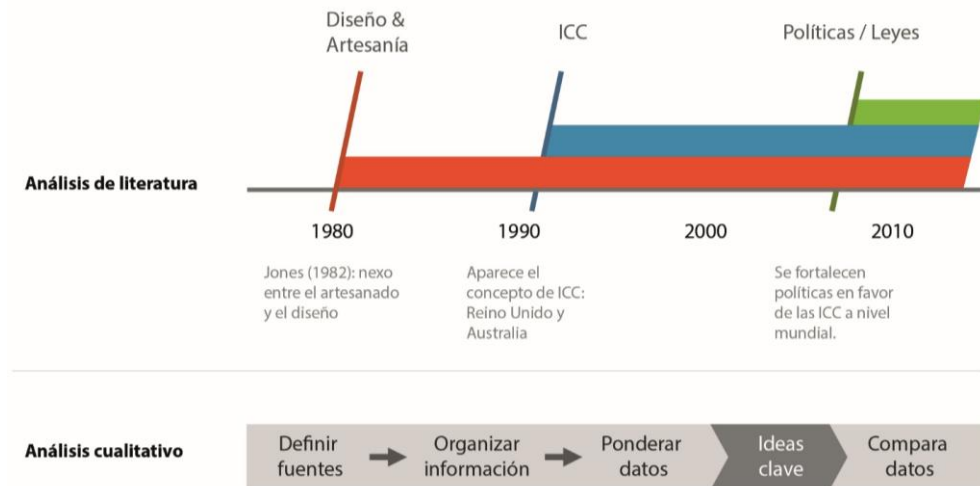 Diseño &
Artesanía
ICC
Políticas / Leyes
Análisis de literatura
1980
1990
2000
2010
Jones (1982): nexo
entre el artesanado
y el diseño
Aparece el
concepto de ICC:
Reino Unido y
Australia
Se fortalecen
políticas en favor
de las ICC a nivel
mundial.
Análisis cualitativo
Definir
fuentes
Organizar
información
Ponderar
datos
Ideas
clave
Compara
datos